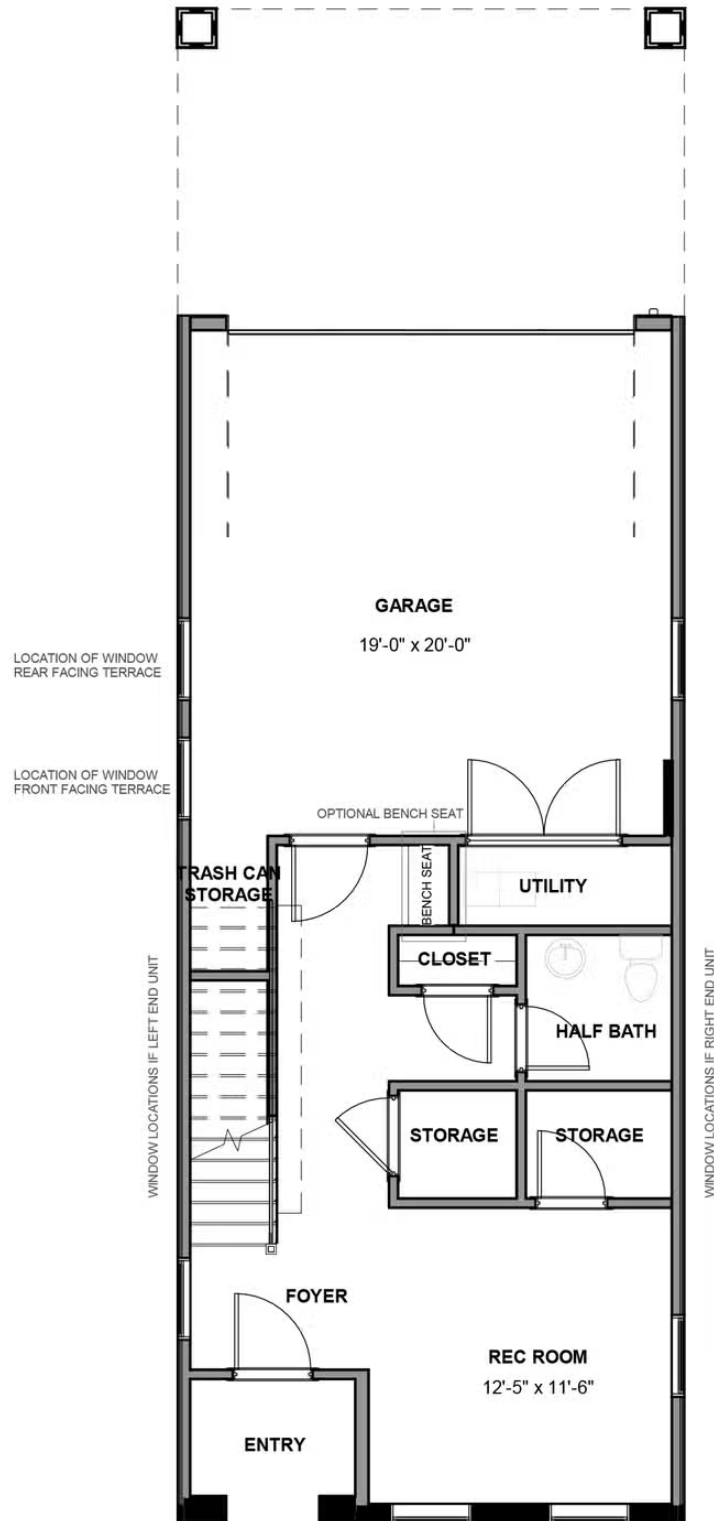 GARAGE
19'-0" x 20'-0"
LOCATION OF WINDOW
REAR FACING TERRACE
LOCATION OF WINDOW
FRONT FACING TERRACE
OPTIONAL BENCH SEAT
TRASH CAN
STORAGE
BENCH SEAT
UTILITY
CLOSET
HALF BATH
WINDOW LOCATIONS IF LEFT END UNIT
WINDOW LOCATIONS IF RIGHT END UNIT
STORAGE
STORAGE
FOYER
REC ROOM
12'-5" x 11'-6"
ENTRY